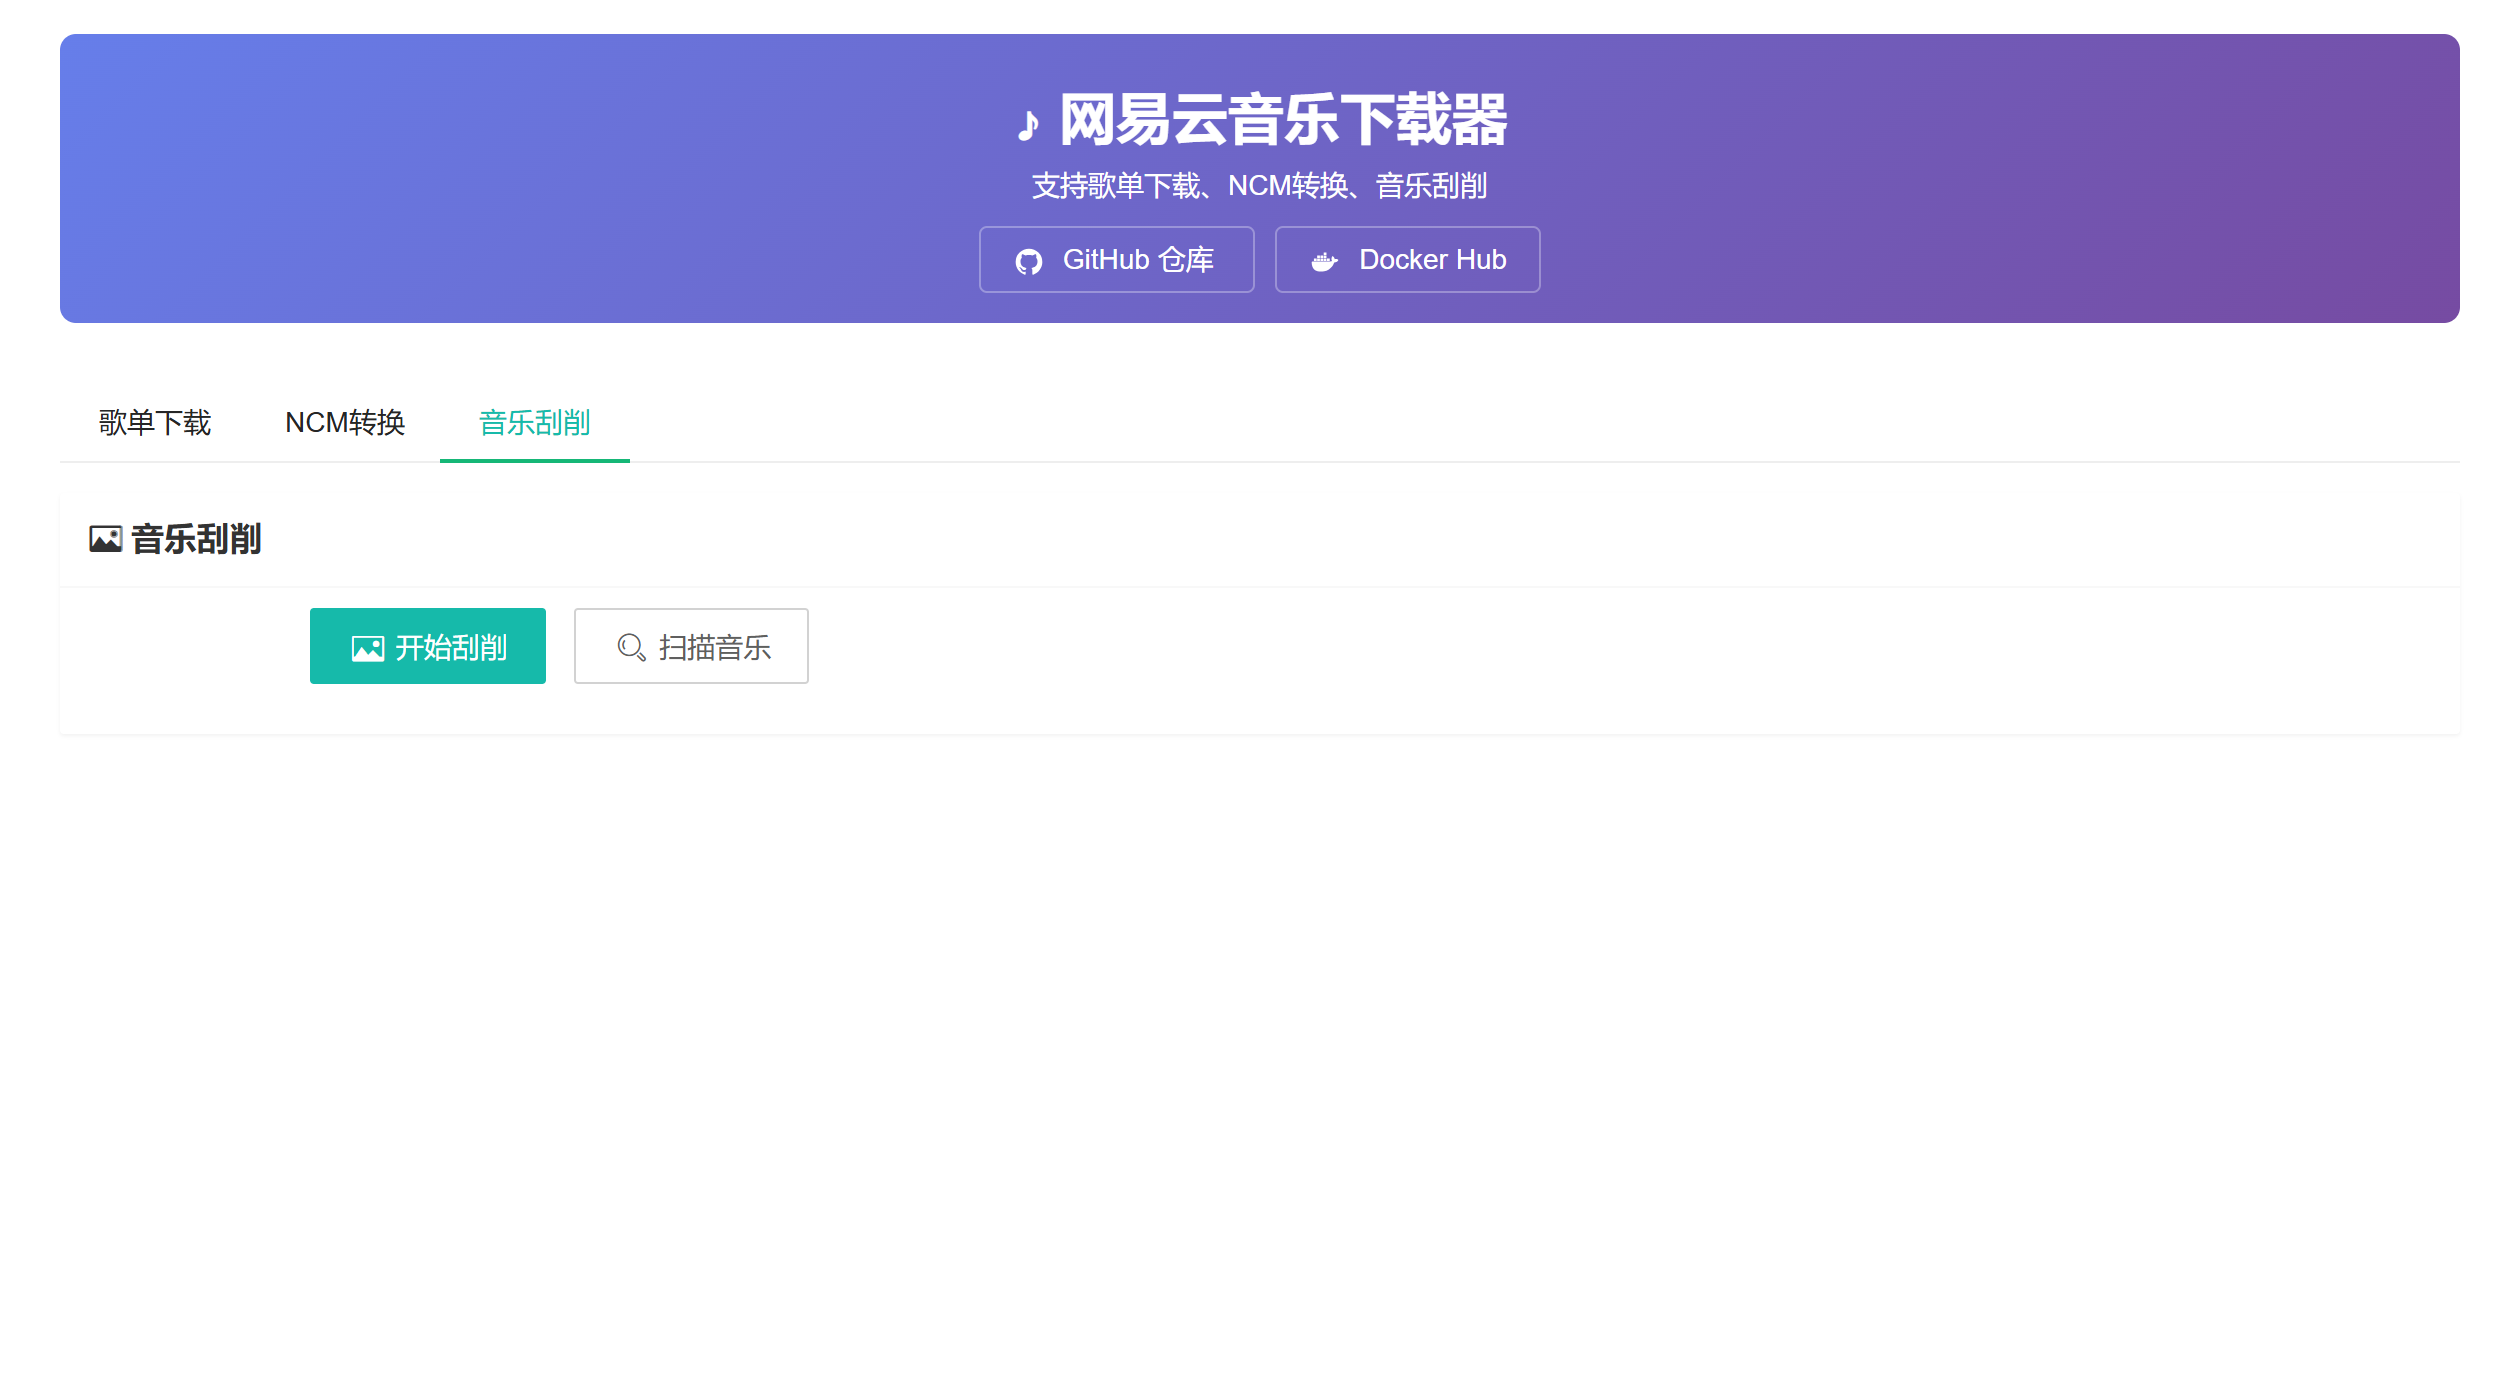 ♪ 网易云音乐下载器
支持歌单下载、NCM转换、音乐刮削
GitHub 仓库 Docker Hub
歌单下载 NCM转换 音乐刮削
音乐刮削
开始刮削 扫描音乐